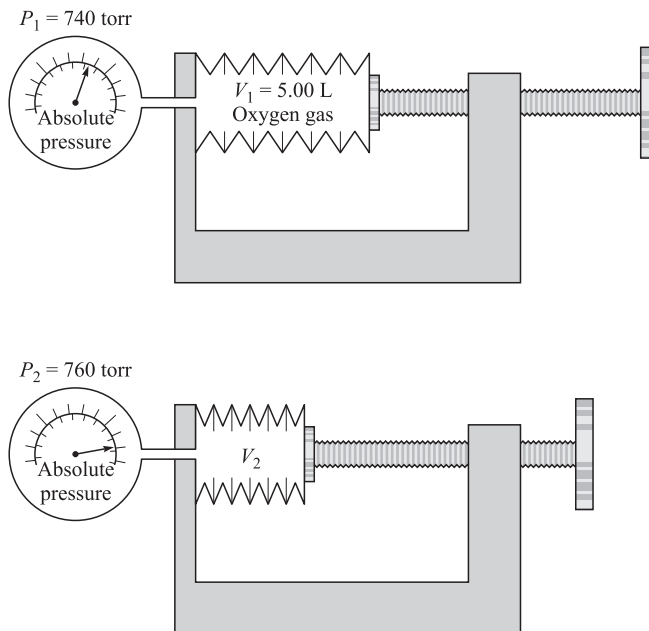 P₁ = 740 torr
V₁ = 5.00 L
Oxygen gas
Absolute
pressure
P₂ = 760 torr
V₂
Absolute
pressure